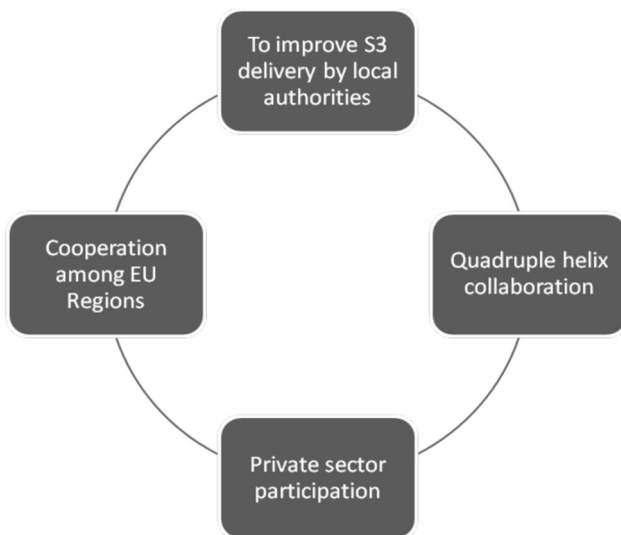 To improve S3
delivery by local
authorities
Cooperation
among EU
Regions
Quadruple helix
collaboration
Private sector
participation